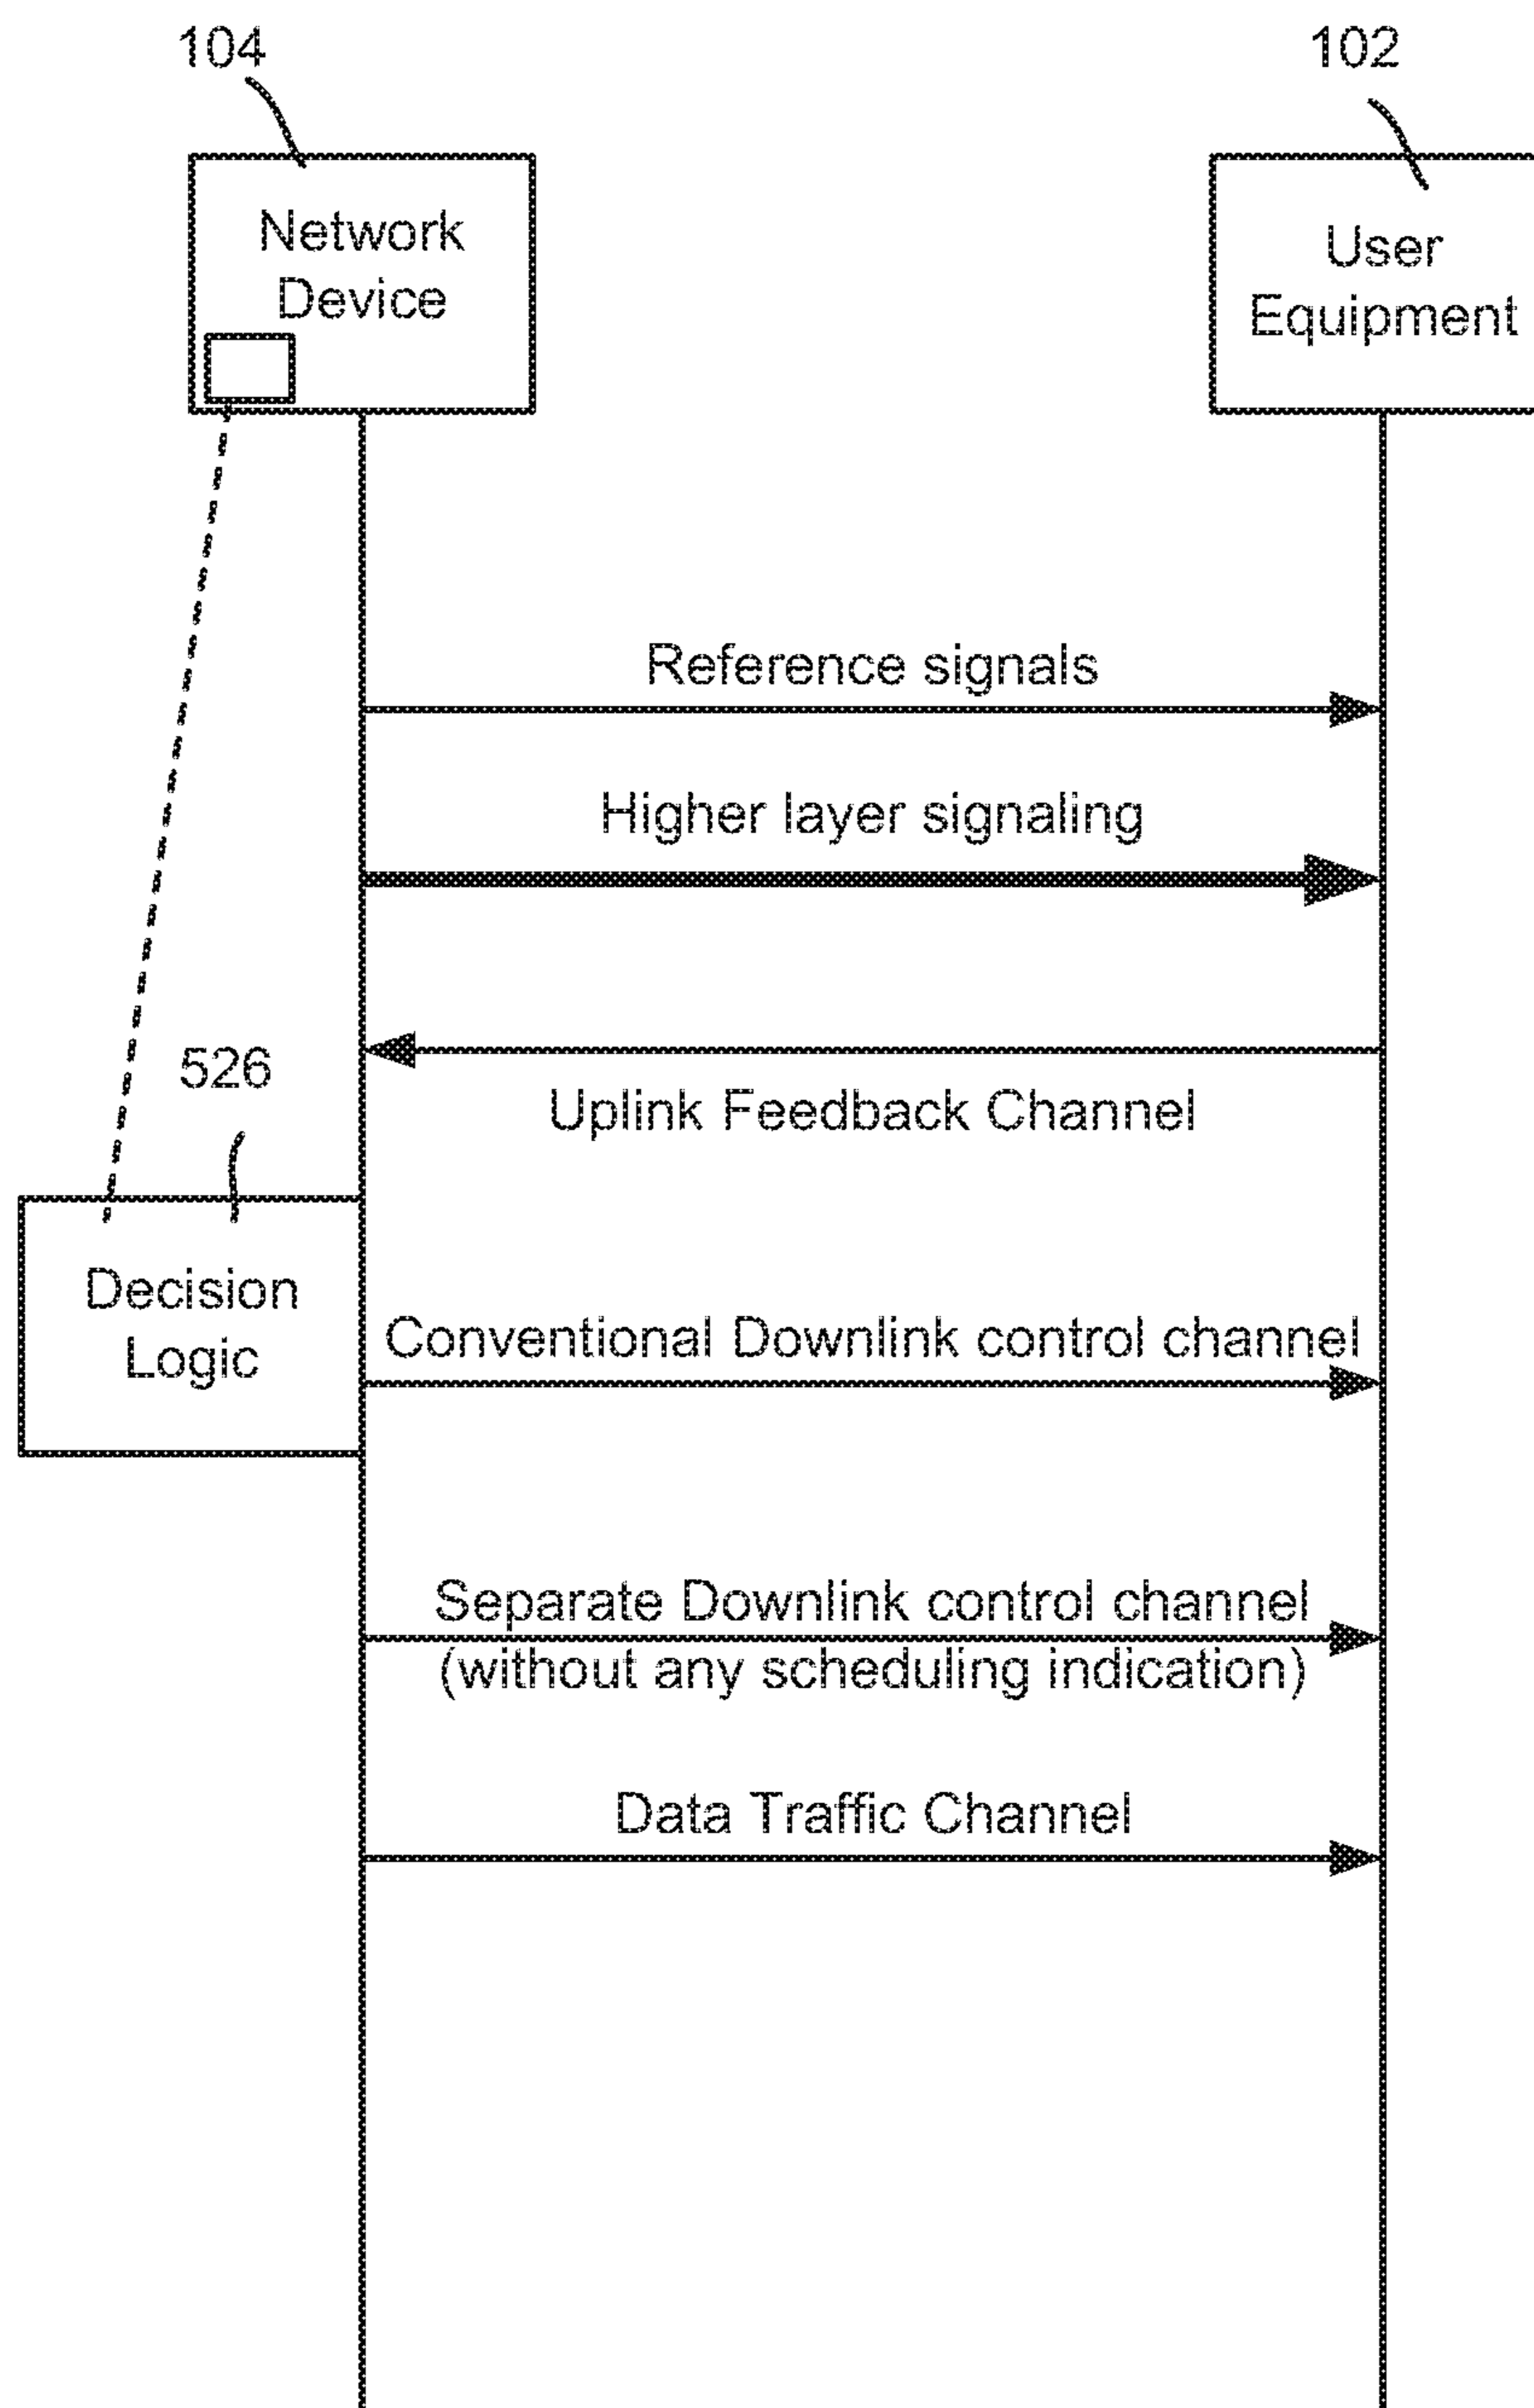 104
102
Network
Device
User
Equipment
Reference signals
Higher layer signaling
526
Uplink Feedback Channel
Decision
Logic
Conventional Downlink control channel
Separate Downlink control channel
(without any scheduling indication)
Data Traffic Channel